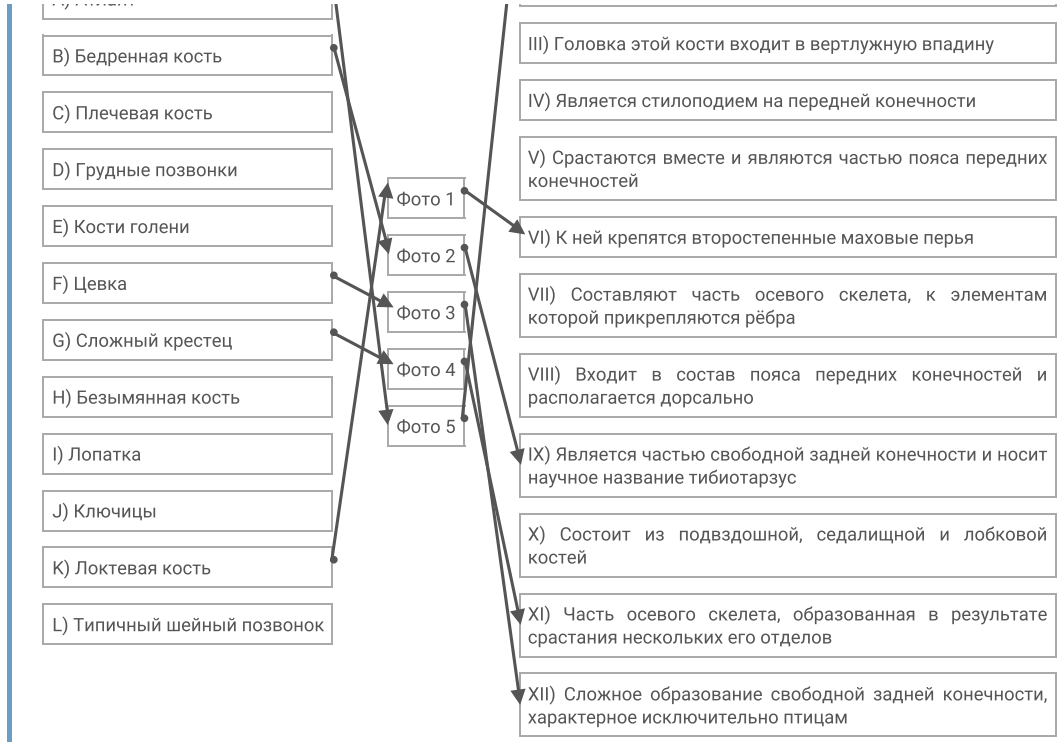 B) Бедренная кость
C) Плечевая кость
D) Грудные позвонки
E) Кости голени
F) Цевка
G) Сложный крестец
H) Безымянная кость
I) Лопатка
J) Ключицы
K) Локтевая кость
L) Типичный шейный позвонок
Фото 1
Фото 2
Фото 3
Фото 4
Фото 5
III) Головка этой кости входит в вертлужную впадину
IV) Является стилоподием на передней конечности
V) Срастаются вместе и являются частью пояса передних
конечностей
VI) К ней крепятся второстепенные маховые перья
VII) Составляют часть осевого скелета, к элементам
которой прикрепляются рёбра
VIII) Входит в состав пояса передних конечностей и
располагается дорсально
IX) Является частью свободной задней конечности и носит
научное название тибиотарзус
X) Состоит из подвздошной, седалищной и лобковой
костей
XI) Часть осевого скелета, образованная в результате
срастания нескольких его отделов
XII) Сложное образование свободной задней конечности,
характерное исключительно птицам